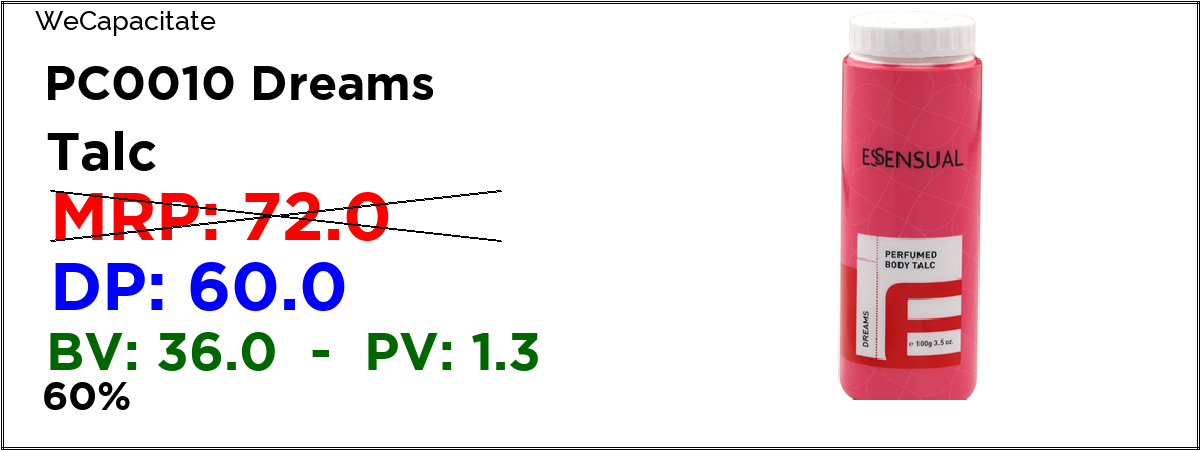 WeCapacitate
PC0010 Dreams
Talc
MRP: 72.0
DP: 60.0
BV: 36.0 - PV: 1.3
60%
ESSENSUAL
PERFUMED
BODY TALC
DREAMS
e 100g 3.5 oz.